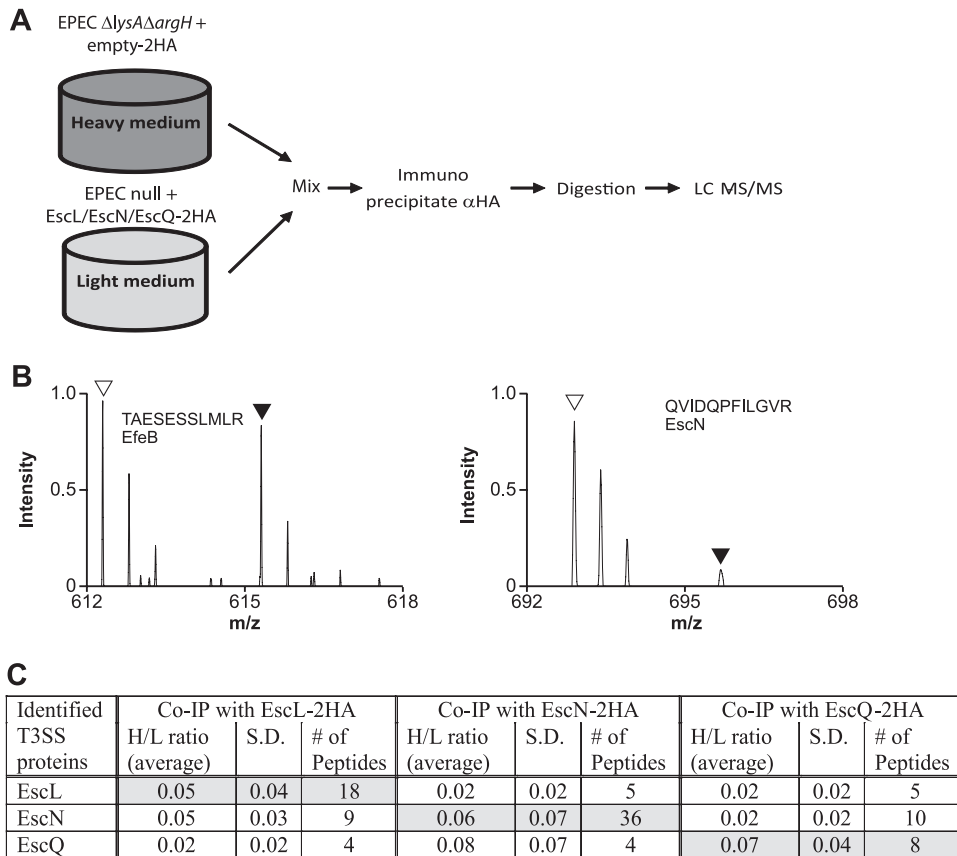 A
EPEC ΔlysAΔargH +
empty-2HA
Heavy medium
EPEC null +
EscL/EscN/EscQ-2HA
Light medium
Mix
Immuno
precipitate αHA
Digestion
LC MS/MS
B
1.0
0.5
0
Intensity
TAESESSLMLR
EfeB
612
615
618
m/z
1.0
0.5
0
Intensity
QVIDQPFILGVR
EscN
692
695
698
m/z
C
Identified T3SS proteins | Co-IP with EscL-2HA | Co-IP with EscN-2HA | Co-IP with EscQ-2HA
H/L ratio (average) | S.D. | # of Peptides | H/L ratio (average) | S.D. | # of Peptides | H/L ratio (average) | S.D. | # of Peptides
EscL | 0.05 | 0.04 | 18 | 0.02 | 0.02 | 5 | 0.02 | 0.02 | 5
EscN | 0.05 | 0.03 | 9 | 0.06 | 0.07 | 36 | 0.02 | 0.02 | 10
EscQ | 0.02 | 0.02 | 4 | 0.08 | 0.07 | 4 | 0.07 | 0.04 | 8